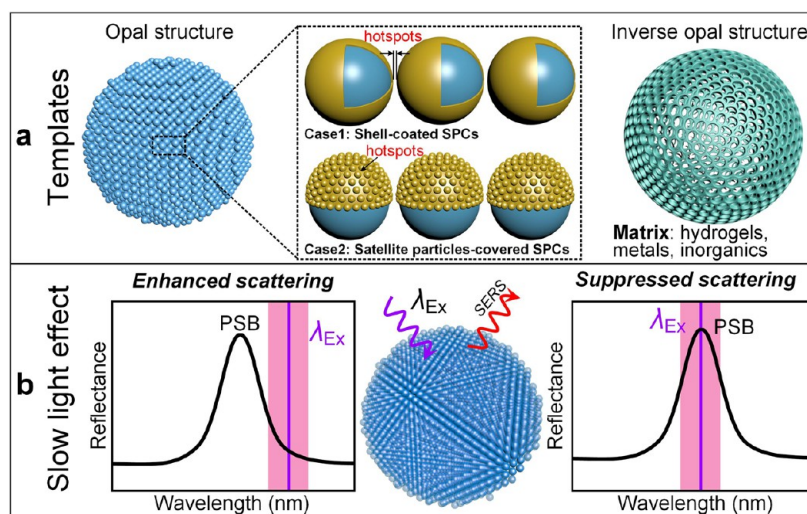 a
Templates
Opal structure
hotspots
Case1: Shell-coated SPCs
hotspots
Case2: Satellite particles-covered SPCs
Inverse opal structure
Matrix: hydrogels,
metals, inorganics
b
Slow light effect
Enhanced scattering
PSB
λEx
Reflectance
Wavelength (nm)
λEx
SERS
Suppressed scattering
λEx
PSB
Reflectance
Wavelength (nm)